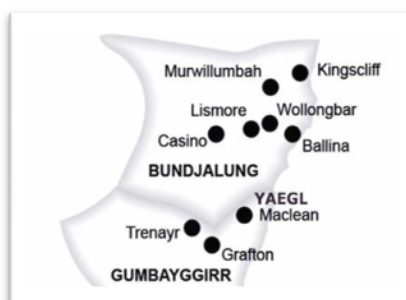 Murwillumbah
Kingscliff
Lismore
Wollongbar
Casino
Ballina
BUNDJALUNG
YAEGL
Maclean
Trenayr
Grafton
GUMBAYGGIRR